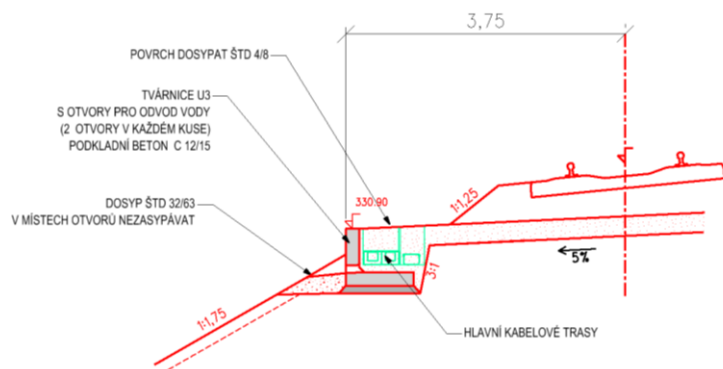 3,75
POVRCH DOSYPAT ŠTD 4/8
TVÁRNICE U3
S OTVORY PRO ODVOD VODY
(2 OTVORY V KAŽDÉM KUSE)
PODKLADNÍ BETON C 12/15
DOSYP ŠTD 32/63
V MÍSTECH OTVORŮ NEZASYPÁVAT
330.90
1:1,25
5%
3:1
1:1,75
HLAVNÍ KABELOVÉ TRASY